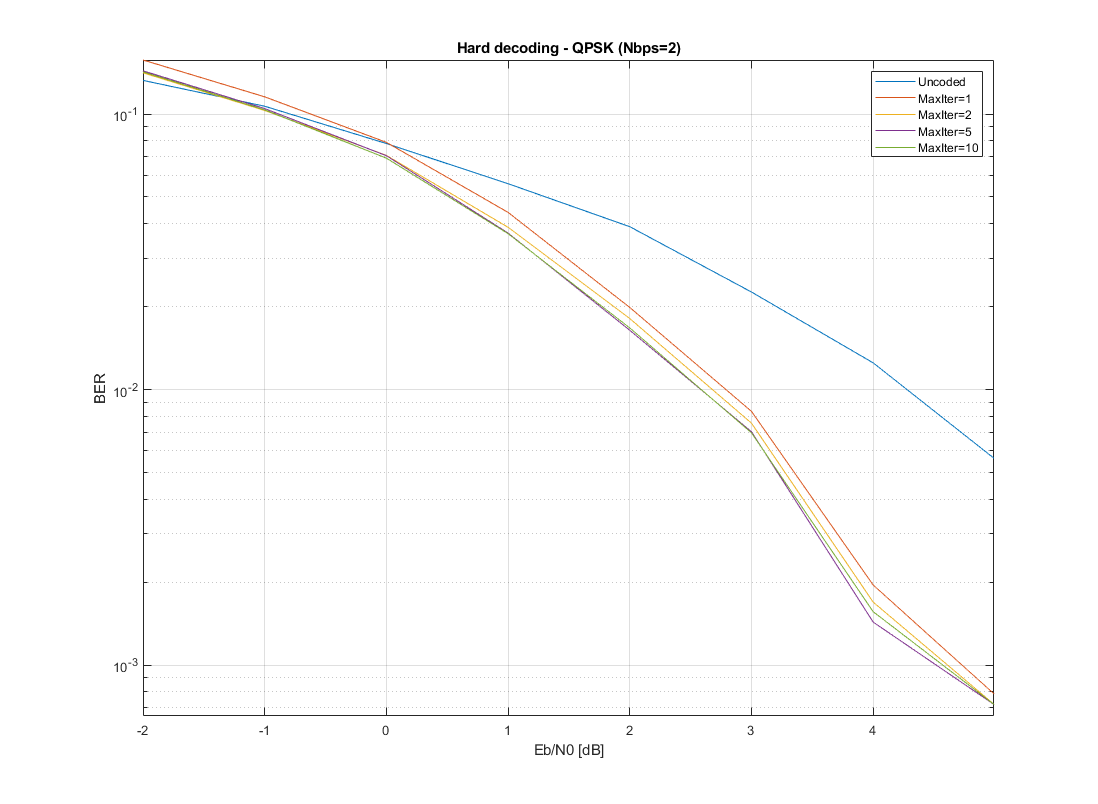 Hard decoding - QPSK (Nbps=2)
Uncoded
MaxIter=1
MaxIter=2
MaxIter=5
MaxIter=10
BER
10-1
10-2
10-3
-2 -1 0 1 2 3 4
Eb/N0 [dB]